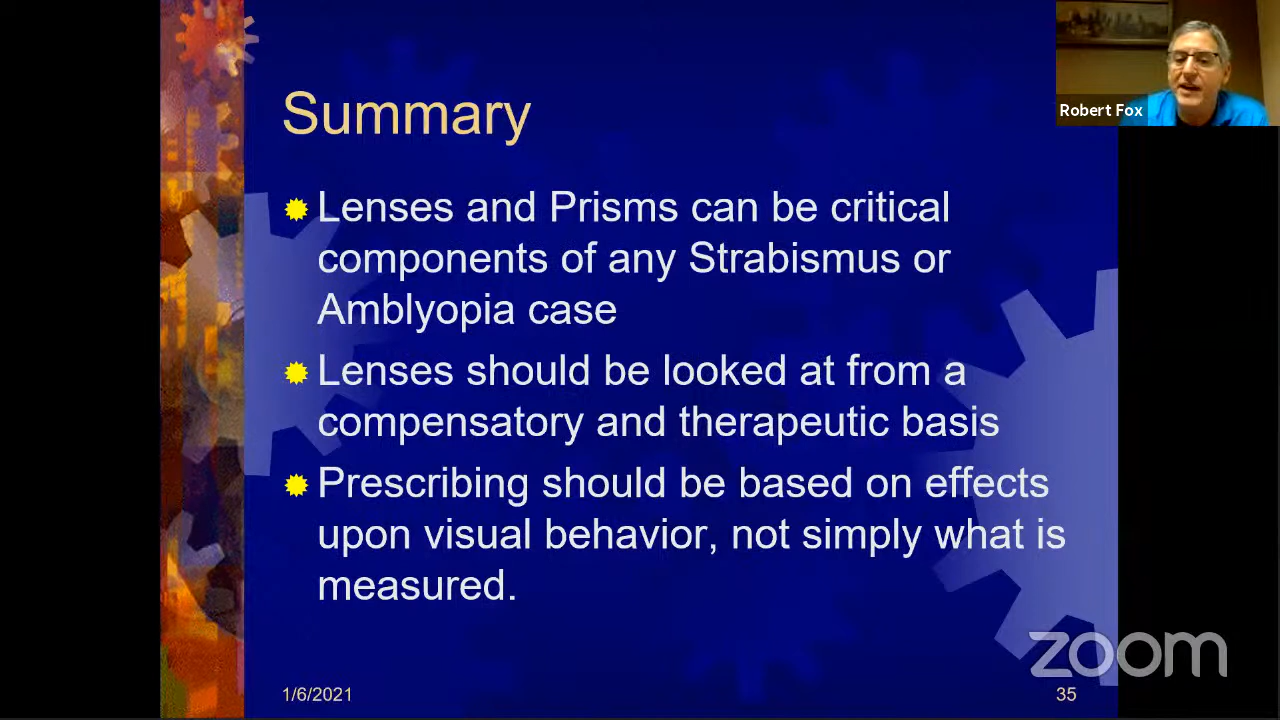 Robert Fox
Summary
Lenses and Prisms can be critical
components of any Strabismus or
Amblyopia case
Lenses should be looked at from a
compensatory and therapeutic basis
Prescribing should be based on effects
upon visual behavior, not simply what is
measured.
zoom
1/6/2021
35